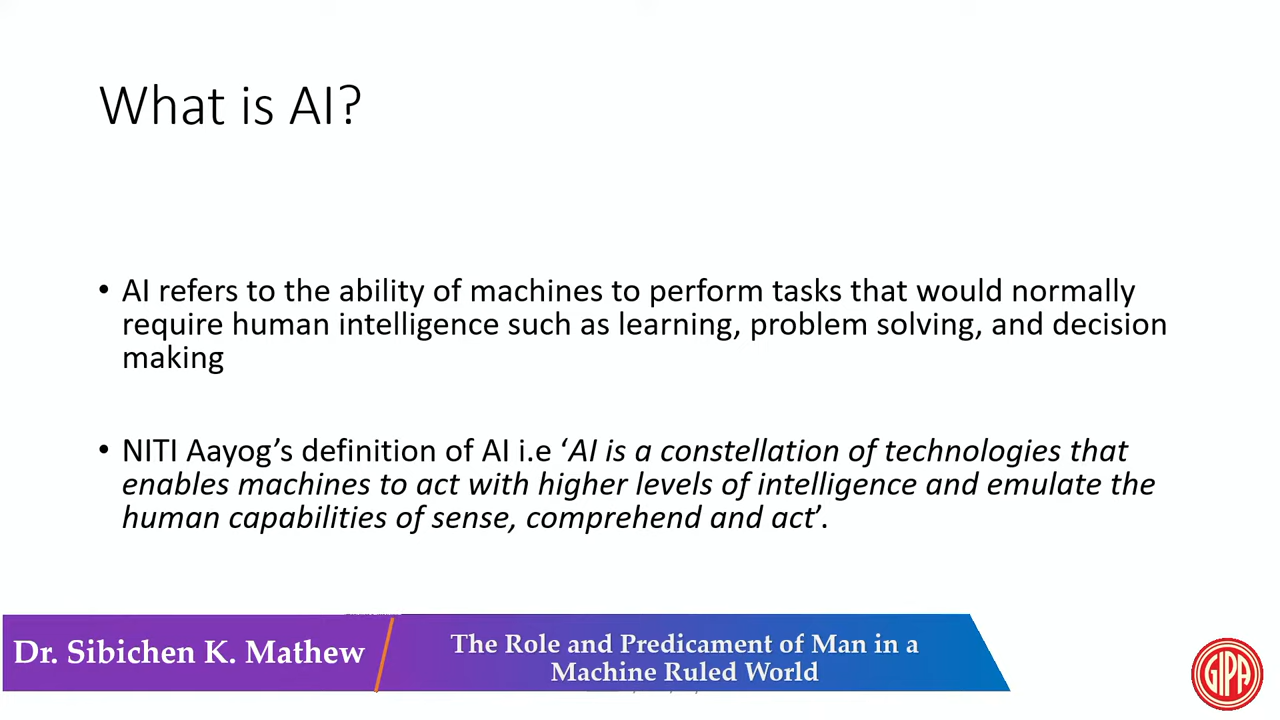 What is AI?
• AI refers to the ability of machines to perform tasks that would normally
require human intelligence such as learning, problem solving, and decision
making
• NITI Aayog’s definition of AI i.e ‘AI is a constellation of technologies that
enables machines to act with higher levels of intelligence and emulate the
human capabilities of sense, comprehend and act’.
Dr. Sibichen K. Mathew
The Role and Predicament of Man in a
Machine Ruled World
GIPA